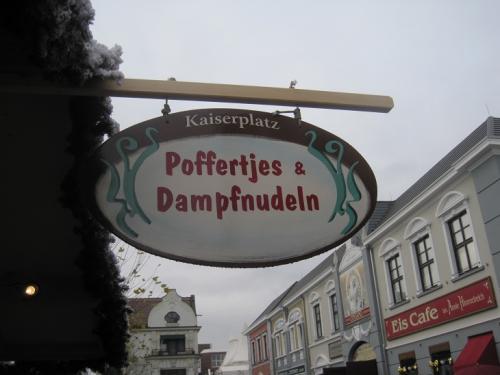 Kaiserplatz
Poffertjes &
Dampfnudeln
Eis Cafe